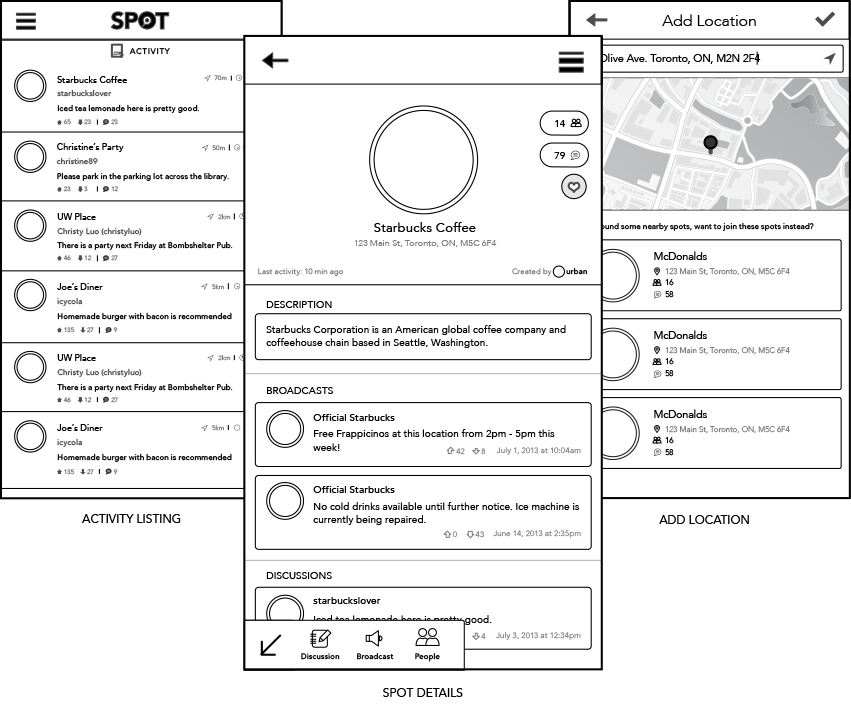 SPOT
ACTIVITY
Starbucks Coffee
70m
starbuckslover
Iced tea lemonade here is pretty good.
65 23 23
Christine's Party
50m
christine89
Please park in the parking lot across the library.
23 3 12
UW Place
2km
Christy Luo (christyluo)
There is a party next Friday at Bombshelter Pub.
46 12 27
Joe's Diner
5km
icycola
Homemade burger with bacon is recommended
135 27 9
UW Place
2km
Christy Luo (christyluo)
There is a party next Friday at Bombshelter Pub.
46 12 27
Joe's Diner
5km
icycola
Homemade burger with bacon is recommended
135 27 9
ACTIVITY LISTING
14
79
Starbucks Coffee
123 Main St, Toronto, ON, M5C 6F4
Last activity: 10 min ago
Created by urban
DESCRIPTION
Starbucks Corporation is an American global coffee company and
coffeehouse chain based in Seattle, Washington.
BROADCASTS
Official Starbucks
Free Frappicinos at this location from 2pm - 5pm this
week!
42 8 July 1, 2013 at 10:04am
Official Starbucks
No cold drinks available until further notice. Ice machine is
currently being repaired.
0 43 June 14, 2013 at 2:35pm
DISCUSSIONS
starbuckslover
Iced tea lemonade here is pretty good.
4 July 3, 2013 at 12:34pm
Discussion Broadcast People
SPOT DETAILS
Add Location
Olive Ave. Toronto, ON, M2N 2F4
ound some nearby spots, want to join these spots instead?
McDonalds
123 Main St, Toronto, ON, M5C 6F4
16
58
McDonalds
123 Main St, Toronto, ON, M5C 6F4
16
58
McDonalds
123 Main St, Toronto, ON, M5C 6F4
16
58
ADD LOCATION